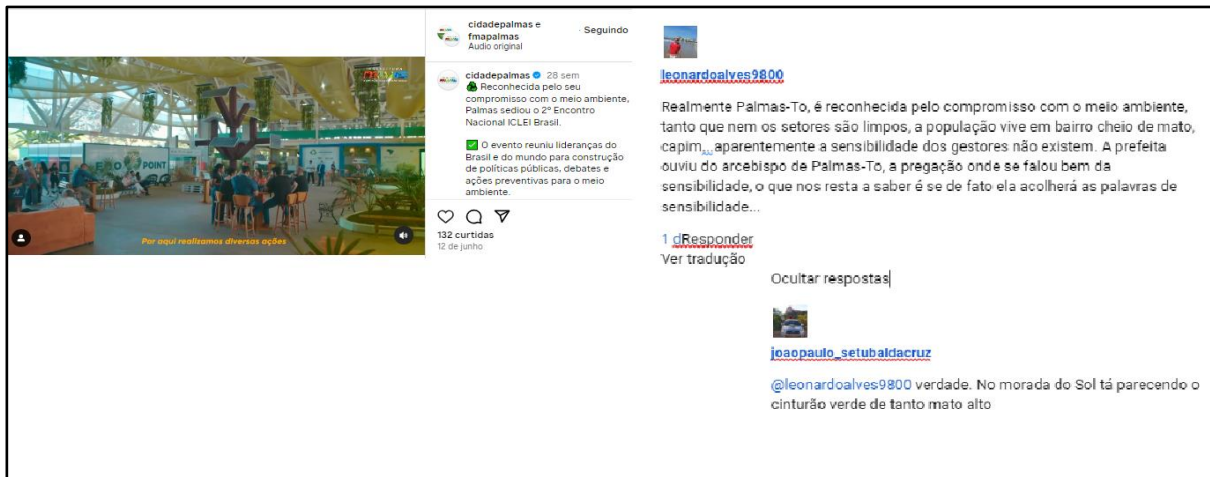 cidadepalmas e
fmapalmas
Audio original
· Seguindo
cidadepalmas 28 sem
Reconhecida pelo seu
compromisso com o meio ambiente,
Palmas sediou o 2º Encontro
Nacional ICLEI Brasil.
O evento reuniu lideranças do
Brasil e do mundo para construção
de políticas públicas, debates e
ações preventivas para o meio
ambiente.
132 curtidas
12 de junho
POINT
Por aqui realizamos diversas ações
leonardoalves9800
Realmente Palmas-To, é reconhecida pelo compromisso com o meio ambiente,
tanto que nem os setores são limpos, a população vive em bairro cheio de mato,
capim,,, aparentemente a sensibilidade dos gestores não existem. A prefeita
ouviu do arcebispo de Palmas-To, a pregação onde se falou bem da
sensibilidade, o que nos resta a saber é se de fato ela acolherá as palavras de
sensibilidade...
1 dResponder
Ver tradução
Ocultar respostas
joaopaulo_setubaldacruz
@leonardoalves9800 verdade. No morada do Sol tá parecendo o
cinturão verde de tanto mato alto